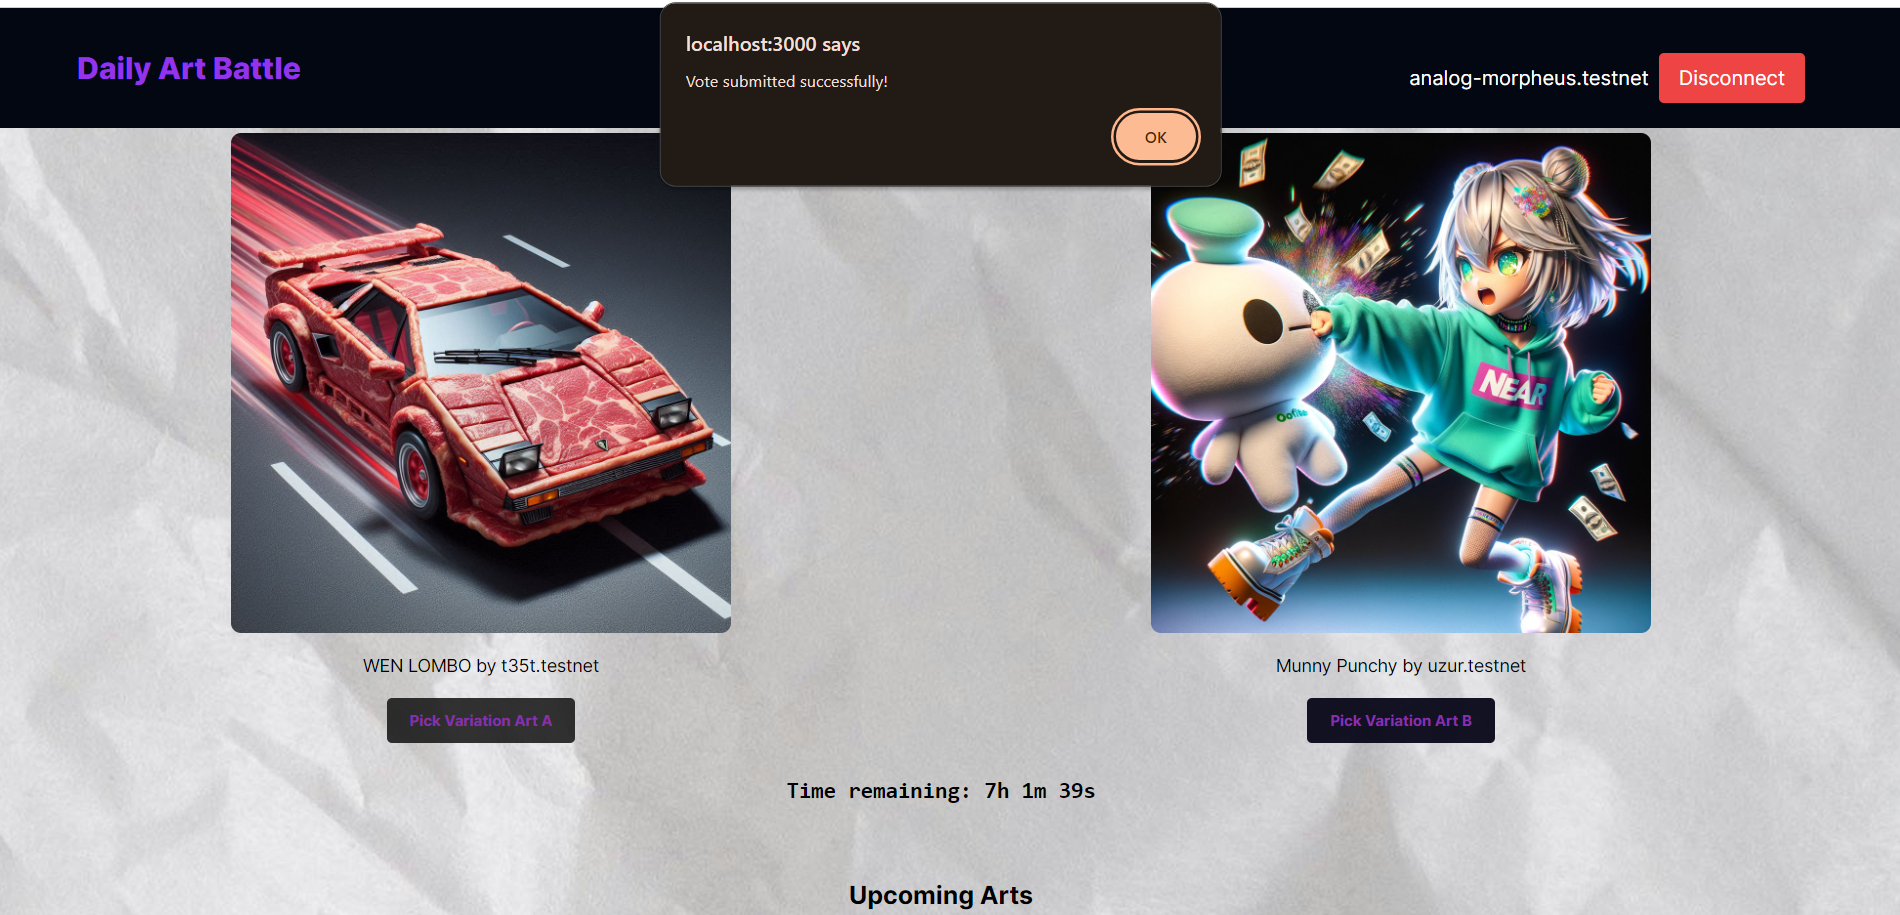 localhost:3000 says
Vote submitted successfully!
OK
Daily Art Battle
analog-morpheus.testnet
Disconnect
NEAR
WEN LOMBO by t35t.testnet
Munny Punchy by uzur.testnet
Pick Variation Art A
Pick Variation Art B
Time remaining: 7h 1m 39s
Upcoming Arts